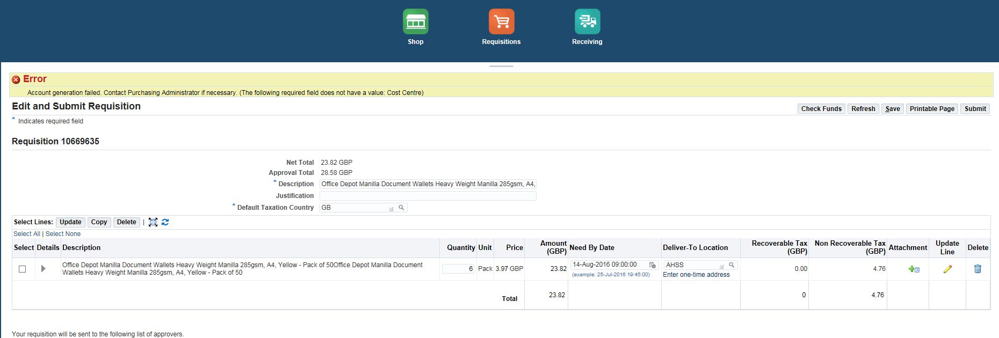 Shop
Requisitions
Receiving
Error
Account generation failed. Contact Purchasing Administrator if necessary. (The following required field does not have a value: Cost Centre)
Edit and Submit Requisition
Check Funds Refresh Save Printable Page Submit
* Indicates required field
Requisition 10669635
Net Total 23.82 GBP
Approval Total 28.58 GBP
* Description Office Depot Manilla Document Wallets Heavy Weight Manilla 285gsm, A4,
Justification
* Default Taxation Country GB
Select Lines: Update Copy Delete |
Select All | Select None
Select Details Description Quantity Unit Price Amount (GBP) Need By Date Deliver-To Location Recoverable Tax (GBP) Non Recoverable Tax (GBP) Attachment Update Line Delete
Office Depot Manilla Document Wallets Heavy Weight Manilla 285gsm, A4, Yellow - Pack of 50Office Depot Manilla Document
Wallets Heavy Weight Manilla 285gsm, A4, Yellow - Pack of 50
6 Pack 3.97 GBP 23.82 14-Aug-2016 09:00:00 AHSS 0.00 4.76
(example: 25-Jul-2016 19:45:00) Enter one-time address
Total 23.82 0 4.76
Your requisition will be sent to the following list of approvers.